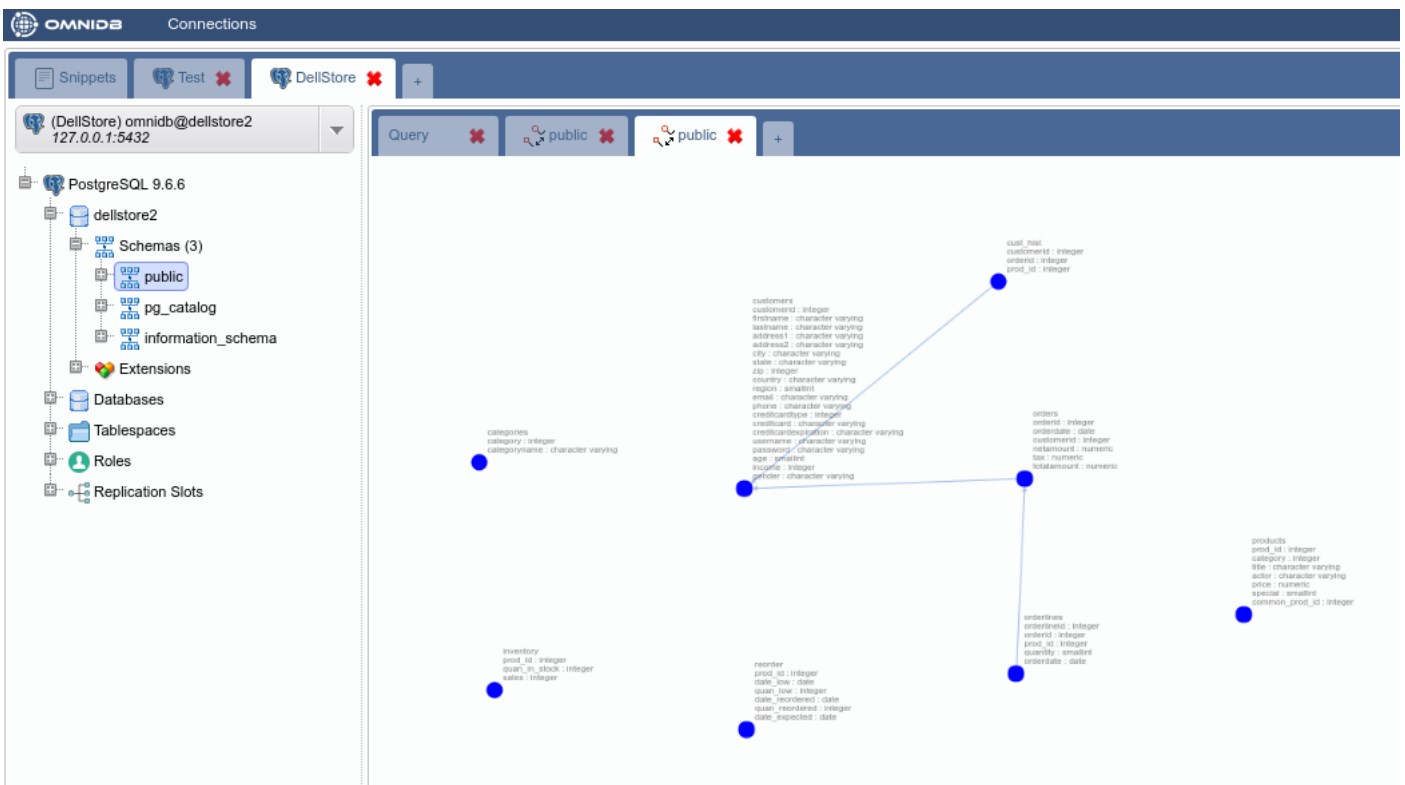 OMNIDB Connections
Snippets Test DellStore +
(DellStore) omnidb@dellstore2
127.0.0.1:5432
Query public public +
PostgreSQL 9.6.6
dellstore2
Schemas (3)
public
pg_catalog
information_schema
Extensions
Databases
Tablespaces
Roles
Replication Slots
cust_hist
customerid : integer
orderid : integer
prod_id : integer
customers
customerid : integer
firstname : character varying
lastname : character varying
address1 : character varying
address2 : character varying
city : character varying
state : character varying
zip : integer
country : character varying
region : smallint
email : character varying
phone : character varying
creditcardtype : integer
creditcard : character varying
creditcardexpiration : character varying
username : character varying
password : character varying
age : smallint
income : integer
gender : character varying
categories
category : integer
categoryname : character varying
orders
orderid : integer
orderdate : date
customerid : integer
netamount : numeric
tax : numeric
totalamount : numeric
products
prod_id : integer
category : integer
title : character varying
actor : character varying
price : numeric
special : smallint
common_prod_id : integer
orderlines
orderlineid : integer
orderid : integer
prod_id : integer
quantity : smallint
orderdate : date
inventory
prod_id : integer
quan_in_stock : integer
sales : integer
reorder
prod_id : integer
date_low : date
quan_low : integer
date_reordered : date
quan_reordered : integer
date_expected : date